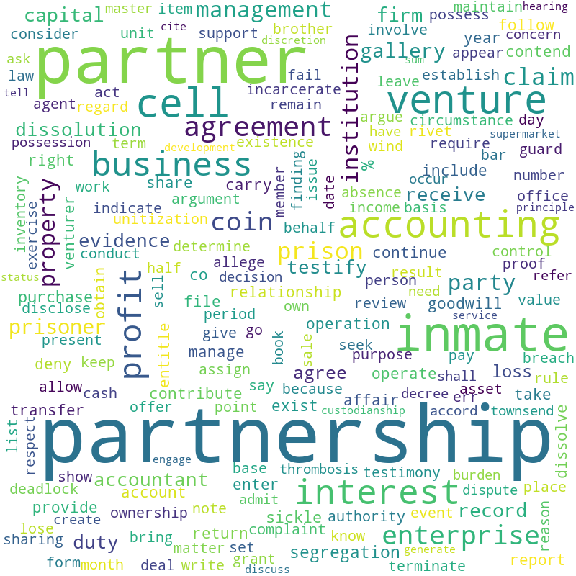 master item management
capital cite brother firm possess maintain hearing
consider unit support discretion involve follow
ask partner gallery year concern
law fail sum appear contend
act incarcerate leave establish claim
tell agent regard cell remain venture
possession term existence argue circumstance day
dissolution agreement institution have rivet supermarket
right development wind require guard
business finding issue % bar
work share carry member date absence include number
inventory exercise property venturer indicate argument unitization coin behalf income basis receive occur office principle
conduct evidence determine accounting
status half allege prison continue control
purchase obtain co decision testify person result party proof refer
disclose sell file relationship own need value
prisoner profit period review goodwill
present give go book sale operation inmate service
deny keep entitle manage seek purpose pay breach
allow cash assign agree operate shall loss rule
transfer contribute say because affair decree eff asset take
list respect offer point exist custodianship accord townsend
partnership dissolve
show engage
deadlock accountant base thrombosis testimony burden place
provide account enter interest dispute
lose create ownership note admit record reason
sharing duty bring return sickle authority event enterprise
matter set complaint know
form month deal write grant segregation terminate generate report
discuss